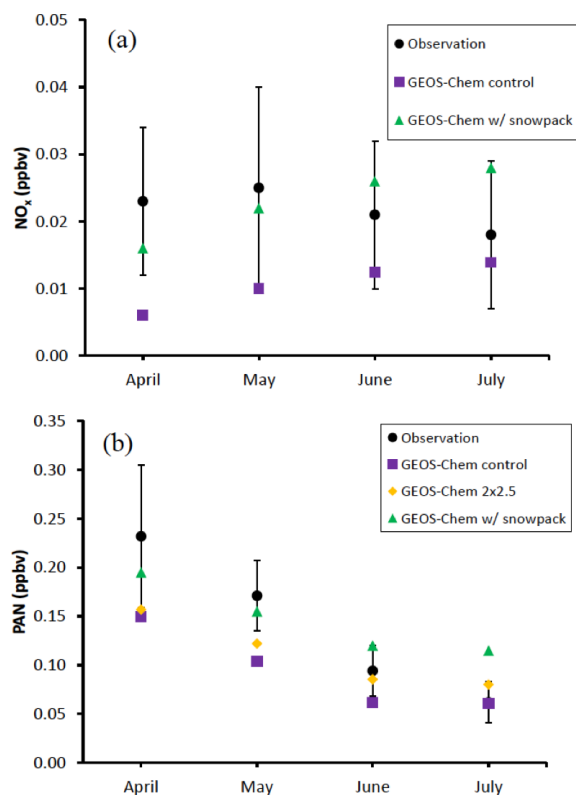 (a)
0.05
0.04
0.03
0.02
0.01
0.00
NOx (ppbv)
Observation
GEOS-Chem control
GEOS-Chem w/ snowpack
April May June July
(b)
0.35
0.30
0.25
0.20
0.15
0.10
0.05
0.00
PAN (ppbv)
Observation
GEOS-Chem control
GEOS-Chem 2x2.5
GEOS-Chem w/ snowpack
April May June July